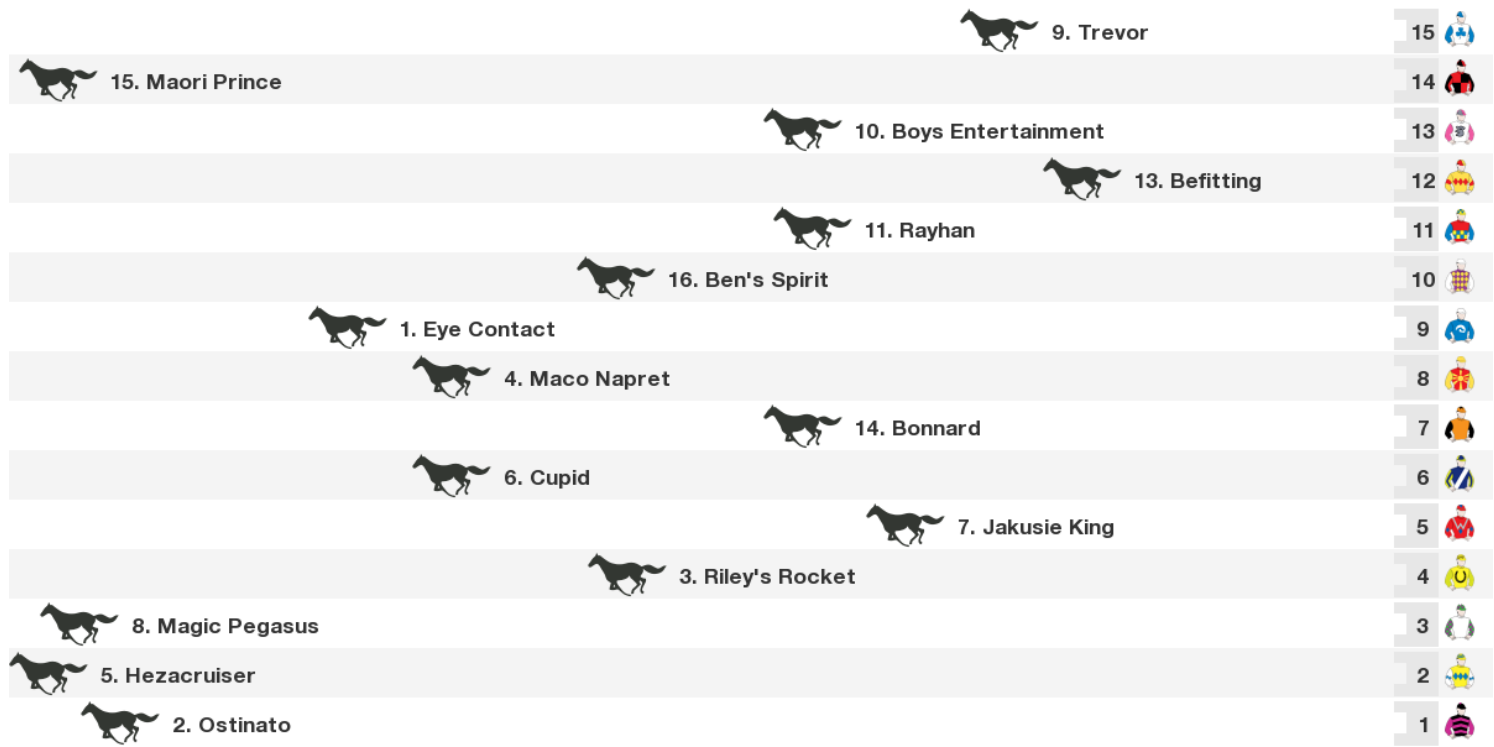 9. Trevor 15
15. Maori Prince 14
10. Boys Entertainment 13
13. Befitting 12
11. Rayhan 11
16. Ben's Spirit 10
1. Eye Contact 9
4. Maco Napret 8
14. Bonnard 7
6. Cupid 6
7. Jakusie King 5
3. Riley's Rocket 4
8. Magic Pegasus 3
5. Hezacruiser 2
2. Ostinato 1